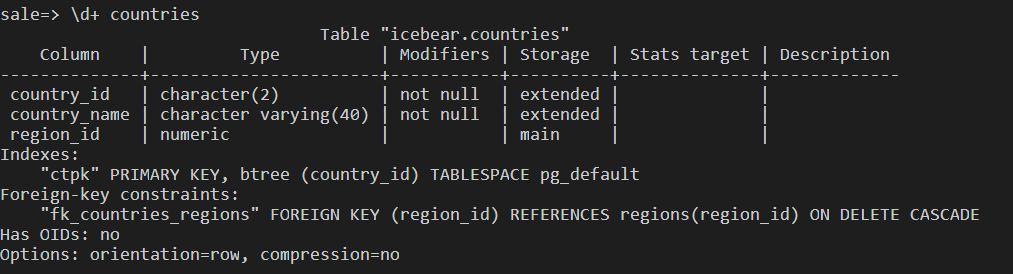 sale=> \d+ countries
                                Table "icebear.countries"
    Column    |         Type          | Modifiers | Storage  | Stats target | Description
--------------+-----------------------+-----------+----------+--------------+-------------
 country_id   | character(2)          | not null  | extended |              |
 country_name | character varying(40) | not null  | extended |              |
 region_id    | numeric               |           | main     |              |
Indexes:
    "ctpk" PRIMARY KEY, btree (country_id) TABLESPACE pg_default
Foreign-key constraints:
    "fk_countries_regions" FOREIGN KEY (region_id) REFERENCES regions(region_id) ON DELETE CASCADE
Has OIDs: no
Options: orientation=row, compression=no